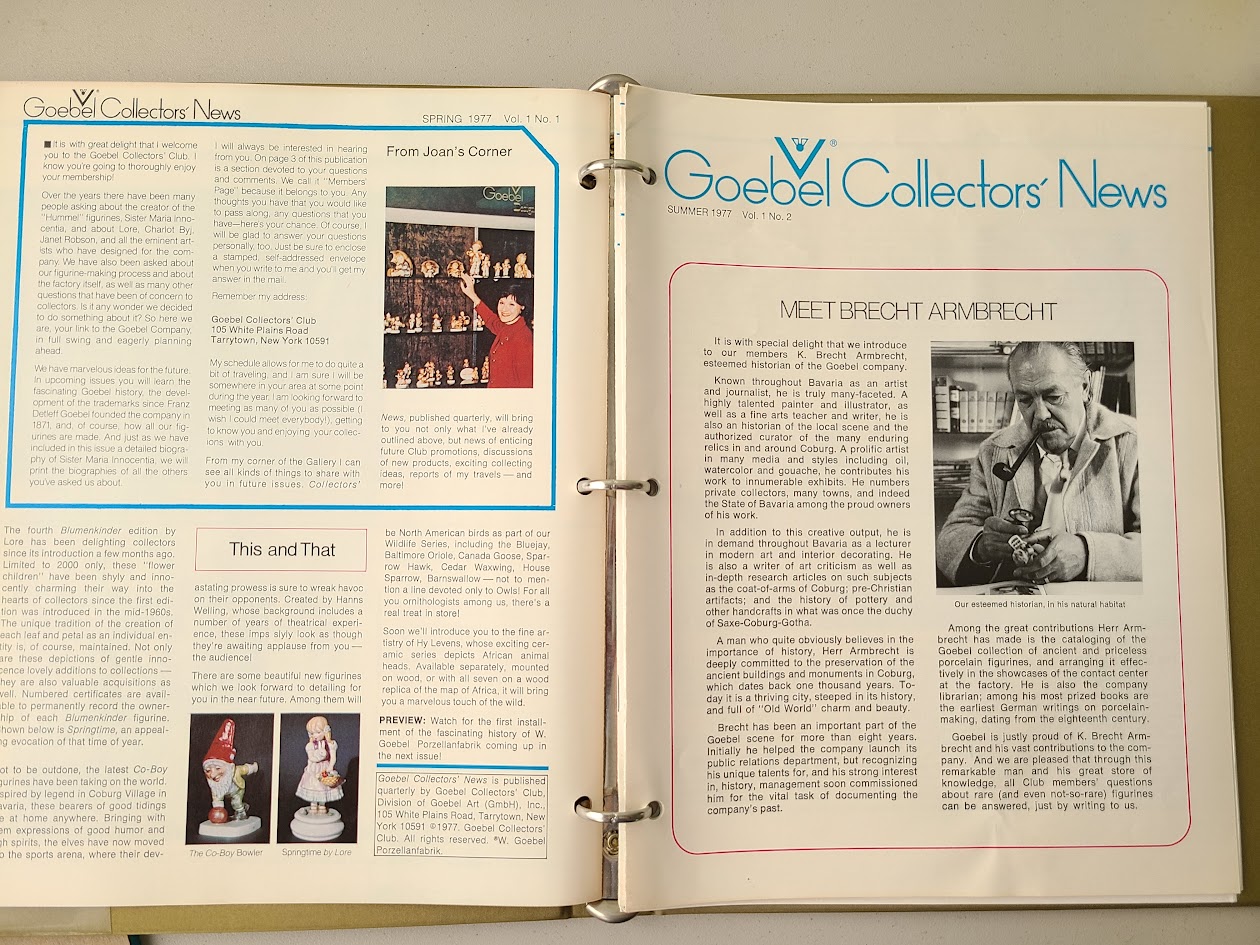 Goebel Collectors' News
SPRING 1977 Vol. 1 No. 1
■ It is with great delight that I welcome
you to the Goebel Collectors' Club. I
know you're going to thoroughly enjoy
your membership!
Over the years there have been many
people asking about the creator of the
"Hummel" figurines, Sister Maria Inno-
centia, and about Lore, Charlot Byj,
Janet Robson, and all the eminent art-
ists who have designed for the com-
pany. We have also been asked about
our figurine-making process and about
the factory itself, as well as many other
questions that have been of concern to
collectors. Is it any wonder we decided
to do something about it? So here we
are, your link to the Goebel Company,
in full swing and eagerly planning
ahead.
We have marvelous ideas for the future.
In upcoming issues you will learn the
fascinating Goebel history, the devel-
opment of the trademarks since Franz
Detleff Goebel founded the company in
1871, and, of course, how all our fig-
urines are made. And just as we have
included in this issue a detailed biogra-
phy of Sister Maria Innocentia, we will
print the biographies of all the others
you've asked us about.
I will always be interested in hearing
from you. On page 3 of this publication
is a section devoted to your questions
and comments. We call it "Members'
Page" because it belongs to you. Any
thoughts you have that you would like
to pass along, any questions that you
have—here's your chance. Of course, I
will be glad to answer your questions
personally, too. Just be sure to enclose
a stamped, self-addressed envelope
when you write to me and you'll get my
answer in the mail.
Remember my address:
Goebel Collectors' Club
105 White Plains Road
Tarrytown, New York 10591
My schedule allows for me to do quite a
bit of traveling, and I am sure I will be
somewhere in your area at some point
during the year. I am looking forward to
meeting as many of you as possible (I
wish I could meet everybody!), getting
to know you and enjoying your collec-
tions with you.
From my corner of the Gallery I can
see all kinds of things to share with
you in future issues. Collectors'
From Joan's Corner
Goebel
News, published quarterly, will bring
to you not only what I've already
outlined above, but news of enticing
future Club promotions, discussions
of new products, exciting collecting
ideas, reports of my travels — and
more!
The fourth Blumenkinder edition by
Lore has been delighting collectors
since its introduction a few months ago.
Limited to 2000 only, these "flower
children" have been shyly and inno-
cently charming their way into the
hearts of collectors since the first edi-
tion was introduced in the mid-1960s.
The unique tradition of the creation of
each leaf and petal as an individual en-
tity is, of course, maintained. Not only
are these depictions of gentle inno-
cence lovely additions to collections —
they are also valuable acquisitions as
well. Numbered certificates are avail-
able to permanently record the owner-
ship of each Blumenkinder figurine.
Shown below is Springtime, an appeal-
ng evocation of that time of year.
ot to be outdone, the latest Co-Boy
gurines have been taking on the world.
spired by legend in Coburg Village in
avaria, these bearers of good tidings
e at home anywhere. Bringing with
em expressions of good humor and
gh spirits, the elves have now moved
o the sports arena, where their dev-
This and That
astating prowess is sure to wreak havoc
on their opponents. Created by Hanns
Welling, whose background includes a
number of years of theatrical experi-
ence, these imps slyly look as though
they're awaiting applause from you —
the audience!
There are some beautiful new figurines
which we look forward to detailing for
you in the near future. Among them will
The Co-Boy Bowler
Springtime by Lore
be North American birds as part of our
Wildlife Series, including the Bluejay,
Baltimore Oriole, Canada Goose, Spar-
row Hawk, Cedar Waxwing, House
Sparrow, Barnswallow — not to men-
tion a line devoted only to Owls! For all
you ornithologists among us, there's a
real treat in store!
Soon we'll introduce you to the fine ar-
tistry of Hy Levens, whose exciting cer-
amic series depicts African animal
heads. Available separately, mounted
on wood, or with all seven on a wood
replica of the map of Africa, it will bring
you a marvelous touch of the wild.
PREVIEW: Watch for the first install-
ment of the fascinating history of W.
Goebel Porzellanfabrik coming up in
the next issue!
Goebel Collectors' News is published
quarterly by Goebel Collectors' Club,
Division of Goebel Art (GmbH), Inc.,
105 White Plains Road, Tarrytown, New
York 10591 ©1977. Goebel Collectors'
Club. All rights reserved. ®W. Goebel
Porzellanfabrik.
Goebel Collectors' News
SUMMER 1977 Vol. 1 No. 2
MEET BRECHT ARMBRECHT
It is with special delight that we introduce
to our members K. Brecht Armbrecht,
esteemed historian of the Goebel company.
Known throughout Bavaria as an artist
and journalist, he is truly many-faceted. A
highly talented painter and illustrator, as
well as a fine arts teacher and writer, he is
also an historian of the local scene and the
authorized curator of the many enduring
relics in and around Coburg. A prolific artist
in many media and styles including oil,
watercolor and gouache, he contributes his
work to innumerable exhibits. He numbers
private collectors, many towns, and indeed
the State of Bavaria among the proud owners
of his work.
In addition to this creative output, he is
in demand throughout Bavaria as a lecturer
in modern art and interior decorating. He
is also a writer of art criticism as well as
in-depth research articles on such subjects
as the coat-of-arms of Coburg; pre-Christian
artifacts; and the history of pottery and
other handcrafts in what was once the duchy
of Saxe-Coburg-Gotha.
A man who quite obviously believes in the
importance of history, Herr Armbrecht is
deeply committed to the preservation of the
ancient buildings and monuments in Coburg,
which dates back one thousand years. To-
day it is a thriving city, steeped in its history,
and full of "Old World" charm and beauty.
Brecht has been an important part of the
Goebel scene for more than eight years.
Initially he helped the company launch its
public relations department, but recognizing
his unique talents for, and his strong interest
in, history, management soon commissioned
him for the vital task of documenting the
company's past.
Our esteemed historian, in his natural habitat
Among the great contributions Herr Arm-
brecht has made is the cataloging of the
Goebel collection of ancient and priceless
porcelain figurines, and arranging it effec-
tively in the showcases of the contact center
at the factory. He is also the company
librarian; among his most prized books are
the earliest German writings on porcelain-
making, dating from the eighteenth century.
Goebel is justly proud of K. Brecht Arm-
brecht and his vast contributions to the com-
pany. And we are pleased that through this
remarkable man and his great store of
knowledge, all Club members' questions
about rare (and even not-so-rare) figurines
can be answered, just by writing to us.